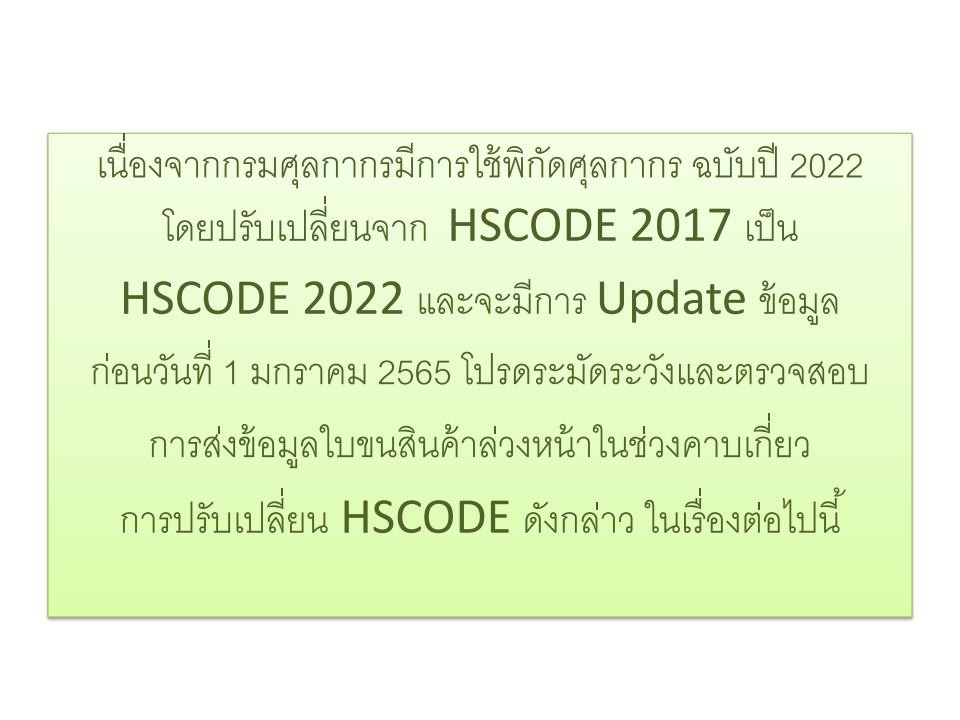 เนื่องจากกรมศุลกากรมีการใช้พิกัดศุลกากร ฉบับปี 2022
โดยปรับเปลี่ยนจาก HSCODE 2017 เป็น
HSCODE 2022 และจะมีการ Update ข้อมูล
ก่อนวันที่ 1 มกราคม 2565 โปรดระมัดระวังและตรวจสอบ
การส่งข้อมูลใบขนสินค้าล่วงหน้าในช่วงคาบเกี่ยว
การปรับเปลี่ยน HSCODE ดังกล่าว ในเรื่องต่อไปนี้